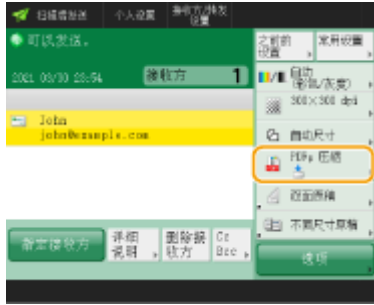 扫描后发送 个人设置 接收方/转发
设置
可以发送。
之前的
设置
常用设置
2021 03/30 23:54
接收方 1
自动
(彩色/灰度)
300×300 dpi
John
john@example.com
自动尺寸
PDF, 压缩
双面原稿
不同尺寸原稿
指定接收方
详细
说明
删除接
收方
Cc
Bcc
选项